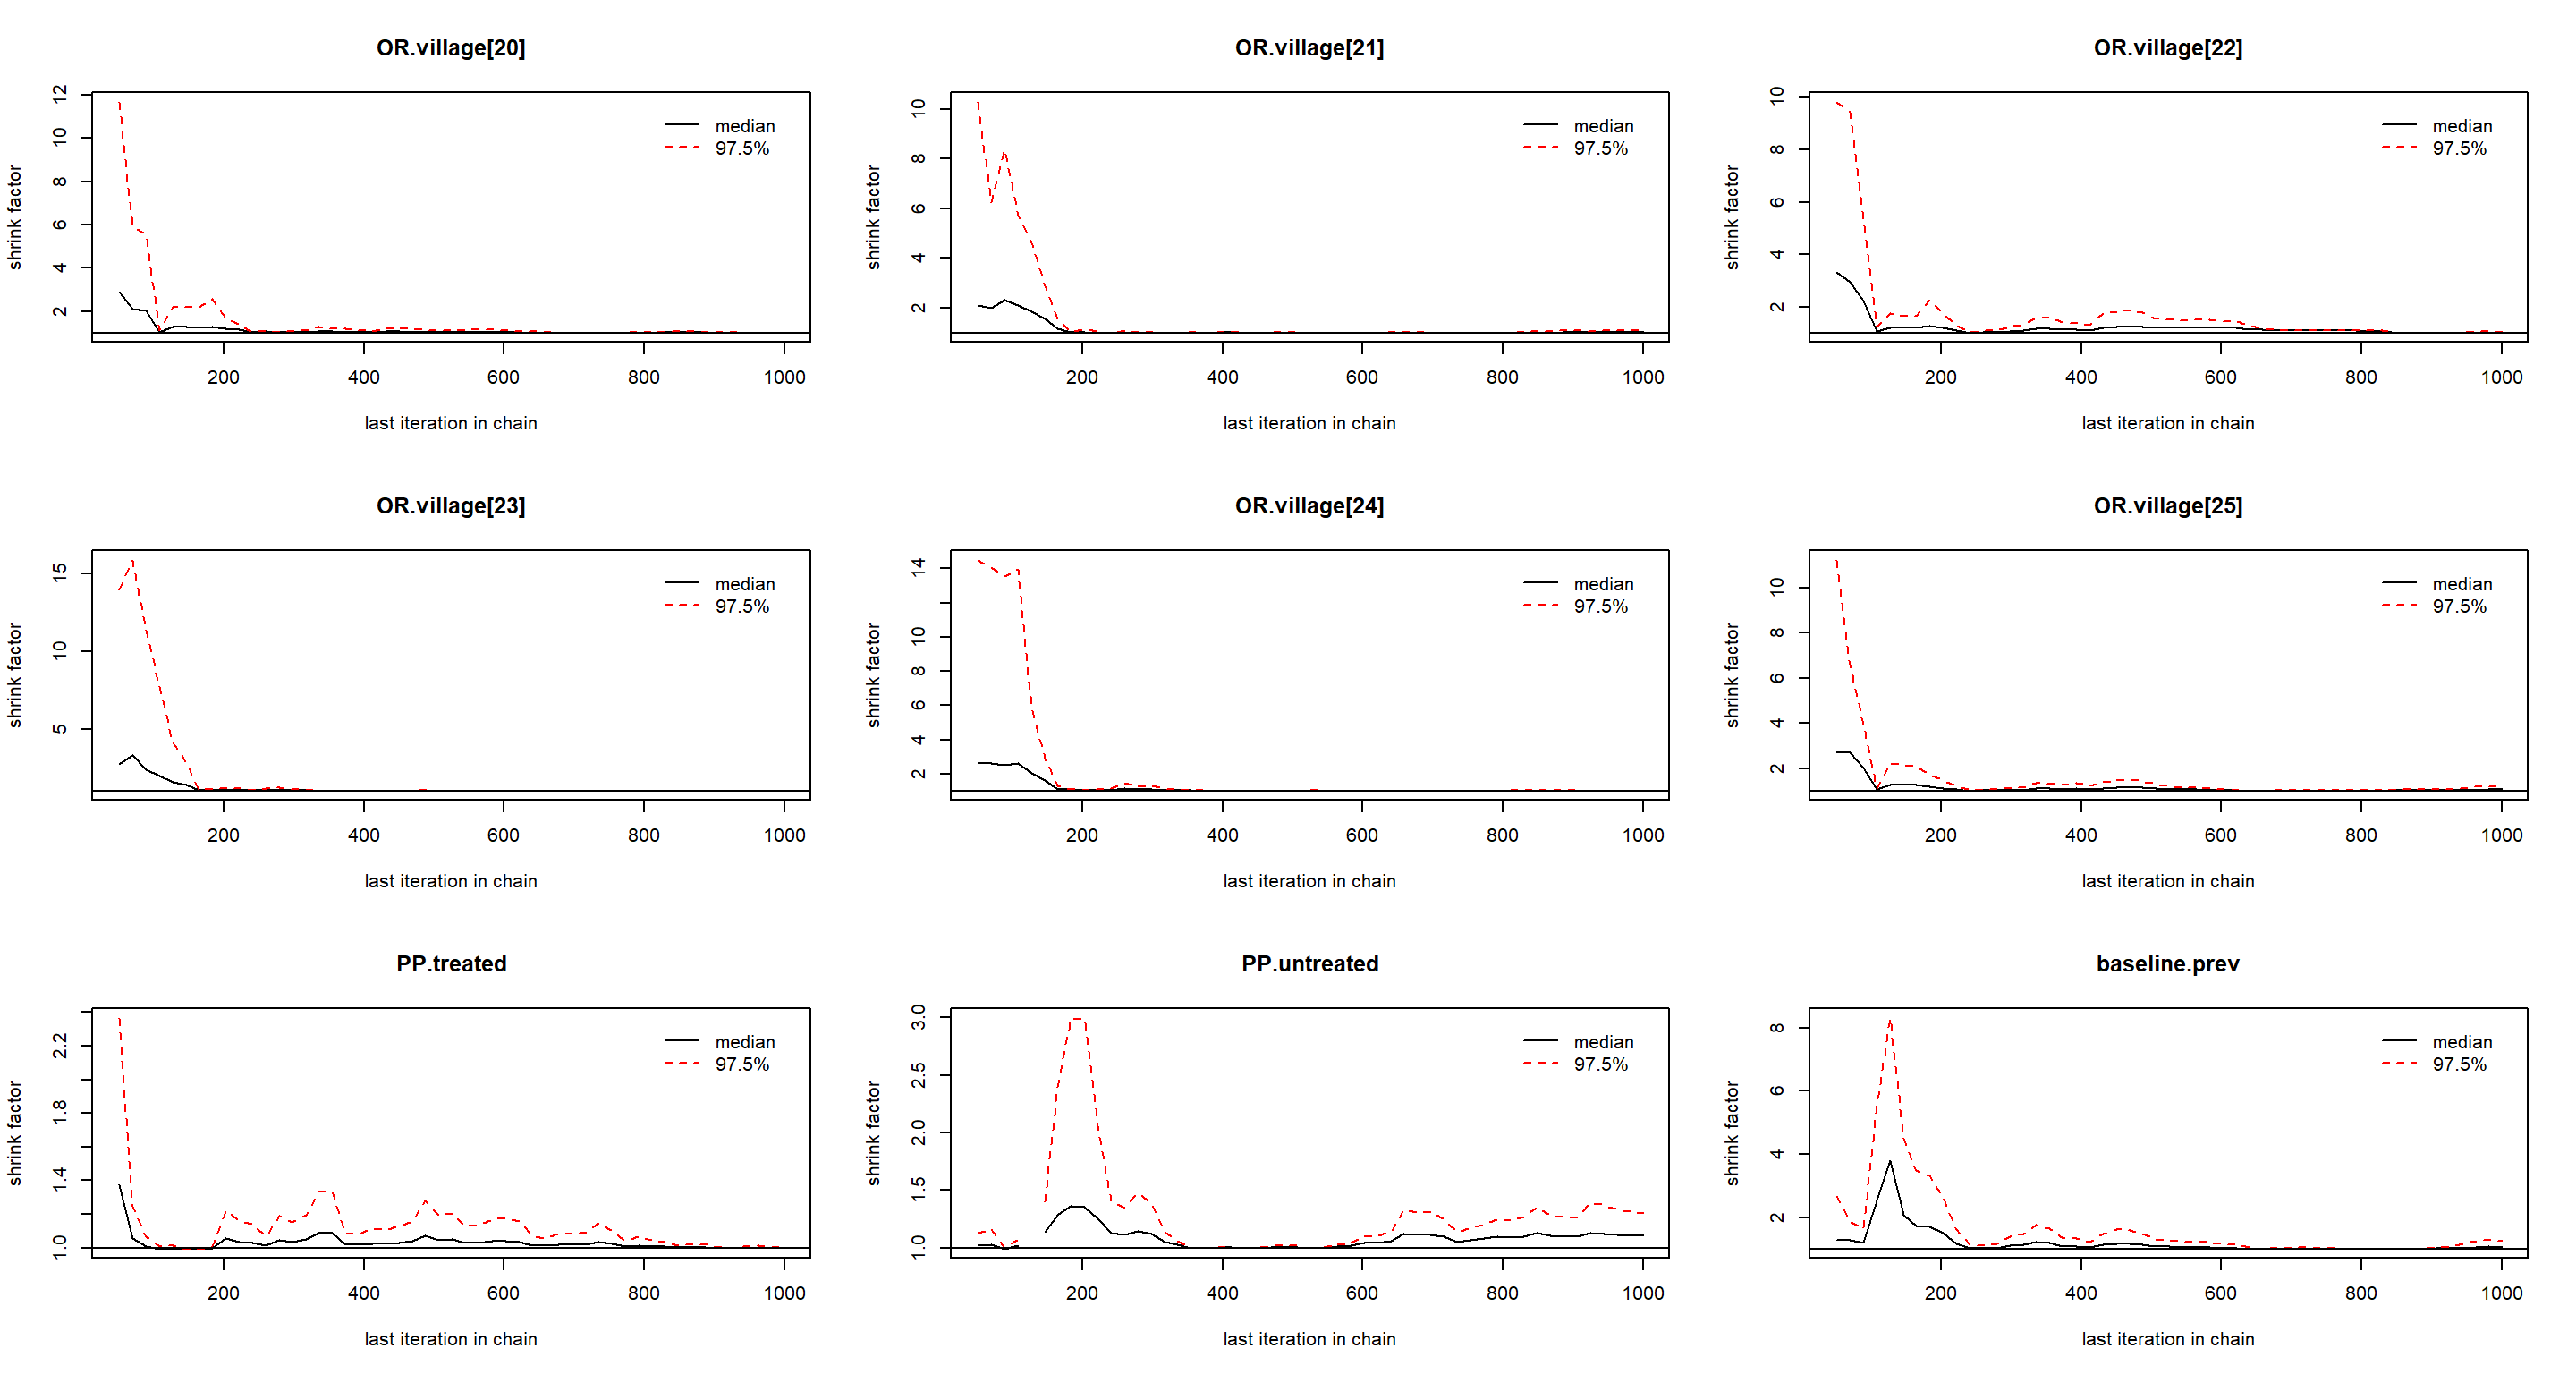 OR.village[20]
12
10
8
6
4
2
shrink factor
median
97.5%
200 400 600 800 1000
last iteration in chain
OR.village[21]
10
8
6
4
2
shrink factor
median
97.5%
200 400 600 800 1000
last iteration in chain
OR.village[22]
10
8
6
4
2
shrink factor
median
97.5%
200 400 600 800 1000
last iteration in chain
OR.village[23]
15
10
5
shrink factor
median
97.5%
200 400 600 800 1000
last iteration in chain
OR.village[24]
14
10
8
6
4
2
shrink factor
median
97.5%
200 400 600 800 1000
last iteration in chain
OR.village[25]
10
8
6
4
2
shrink factor
median
97.5%
200 400 600 800 1000
last iteration in chain
PP.treated
2.2
1.8
1.4
1.0
shrink factor
median
97.5%
200 400 600 800 1000
last iteration in chain
PP.untreated
3.0
2.5
2.0
1.5
1.0
shrink factor
median
97.5%
200 400 600 800 1000
last iteration in chain
baseline.prev
8
6
4
2
shrink factor
median
97.5%
200 400 600 800 1000
last iteration in chain